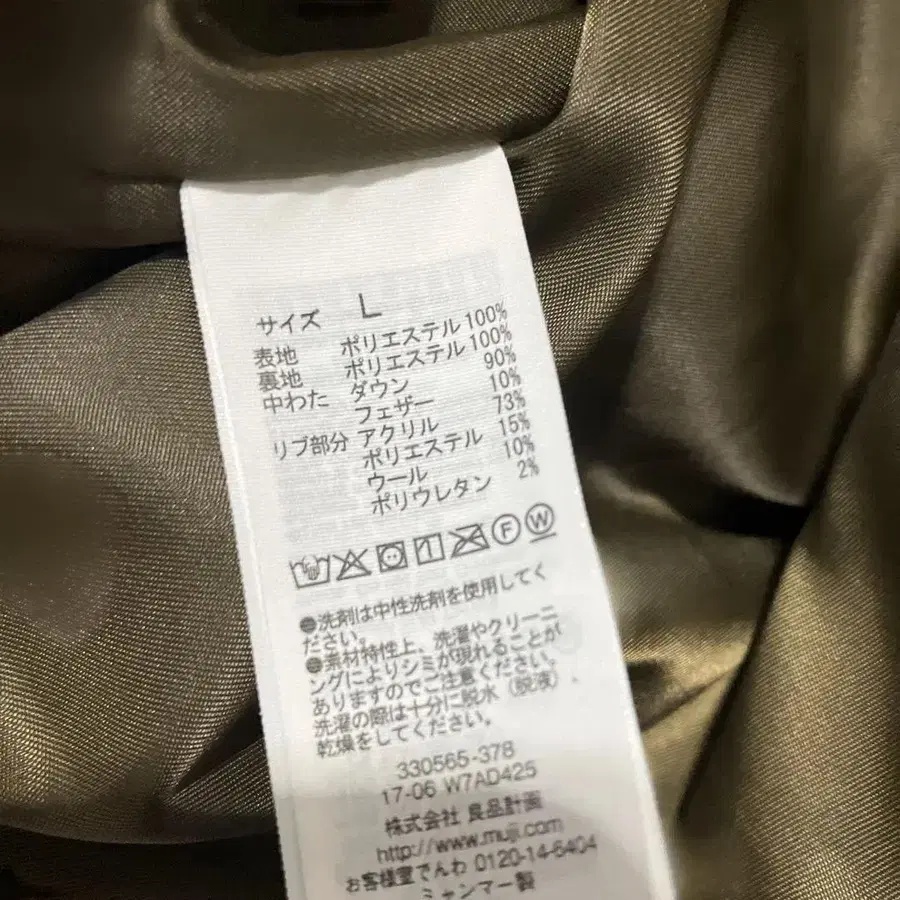 サイズ L
表地 ポリエステル 100%
裏地 ポリエステル 100%
中わた ダウン 90%
フェザー 10%
リブ部分 アクリル 73%
ポリエステル 15%
ウール 10%
ポリウレタン 2%
F W
●洗剤は中性洗剤を使用してく
ださい。
●素材特性上、洗濯やクリーニ
ングによりシミが現れることが
ありますのでご注意ください。
洗濯の際は十分に脱水（脱液）、
乾燥をしてください。
330565-378
17-06 W7AD425
株式会社 良品計画
http://www.muji.com
お客様室でんわ 0120-14-6404
ミャンマー製